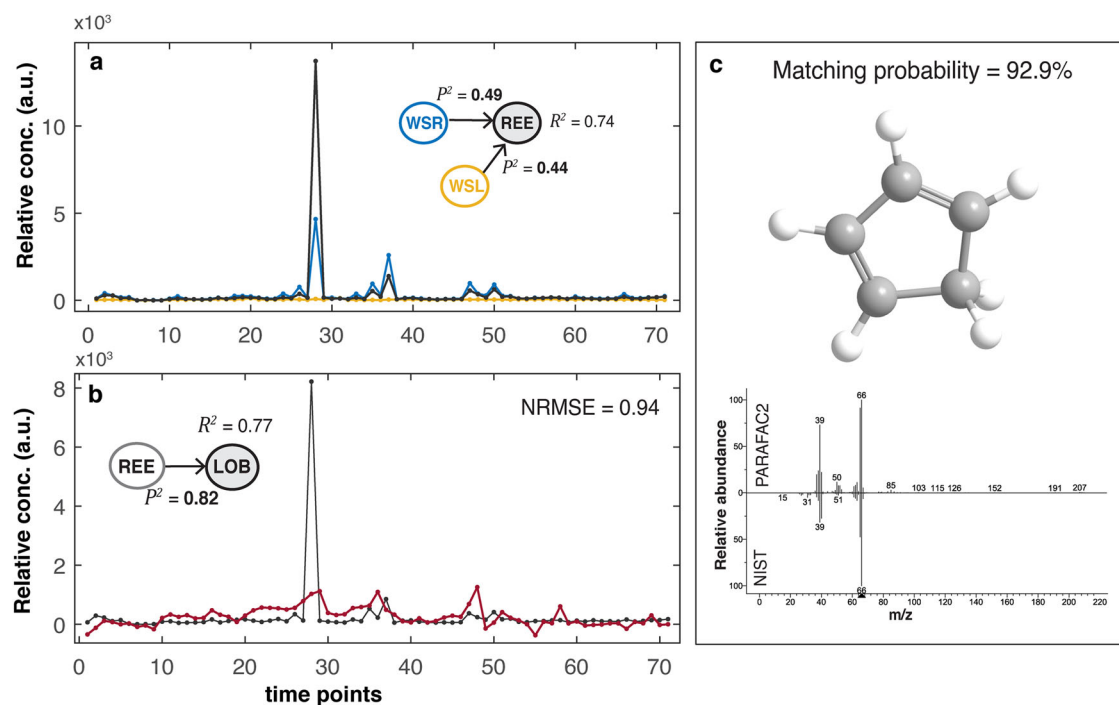 x10³
a
Relative conc. (a.u.)
10
5
0
P² = 0.49
WSR
REE
R² = 0.74
P² = 0.44
WSL
0 10 20 30 40 50 60 70
x10³
b
Relative conc. (a.u.)
8
6
4
2
0
NRMSE = 0.94
R² = 0.77
REE
LOB
P² = 0.82
0 10 20 30 40 50 60 70
time points
c
Matching probability = 92.9%
Relative abundance
PARAFAC2
NIST
100
50
0
50
100
66
39
50
85 103 115 126 152 191 207
15
31
51
39
66
0 20 40 60 80 100 120 140 160 180 200 220
m/z